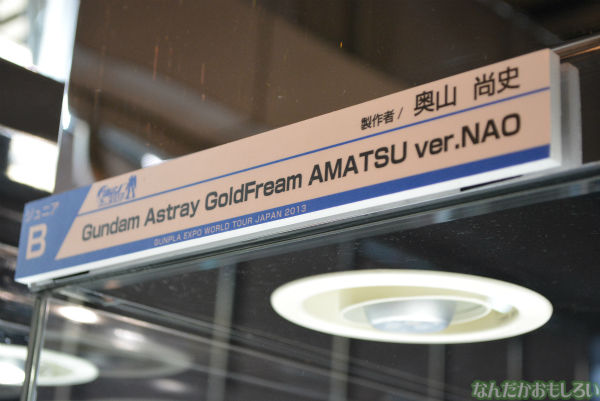 製作者/ 奥山 尚史
ジュニア
B
Gundam Astray GoldFream AMATSU ver.NAO
GUNPLA EXPO WORLD TOUR JAPAN 2013
なんだかおもしろい